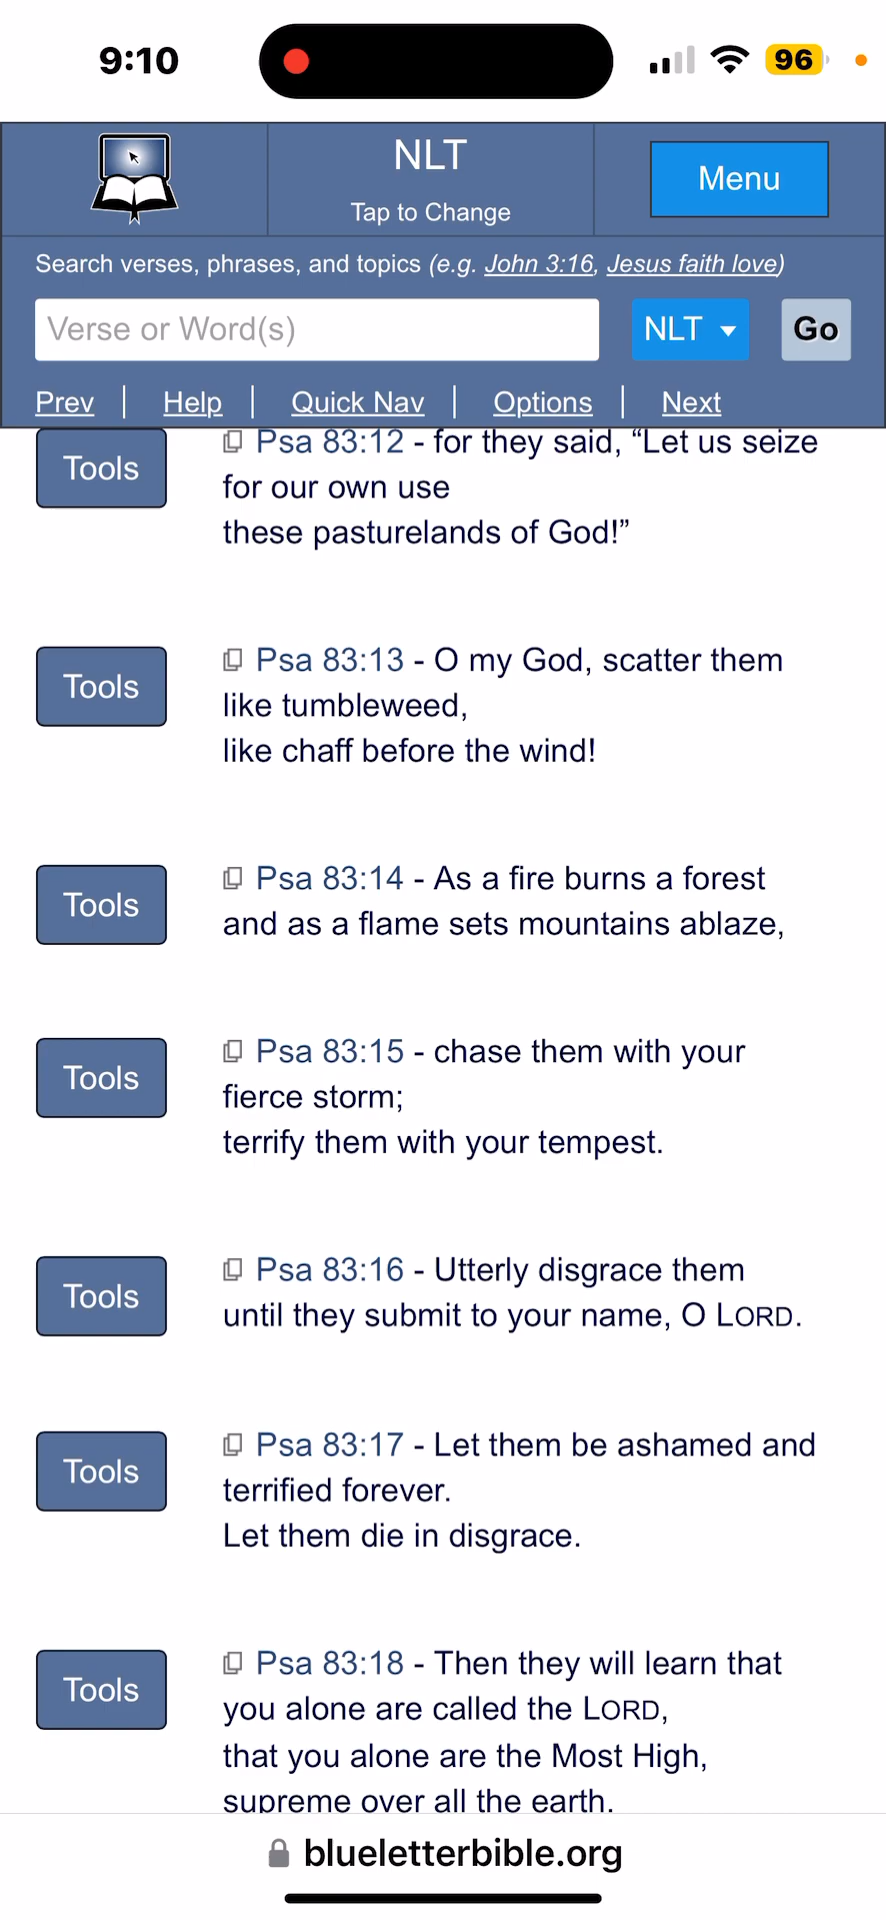 9:10
96
NLT
Tap to Change
Menu
Search verses, phrases, and topics (e.g. John 3:16, Jesus faith love)
Verse or Word(s)
NLT
Go
Prev | Help | Quick Nav | Options | Next
Tools
Psa 83:12 - for they said, “Let us seize
for our own use
these pasturelands of God!”
Tools
Psa 83:13 - O my God, scatter them
like tumbleweed,
like chaff before the wind!
Tools
Psa 83:14 - As a fire burns a forest
and as a flame sets mountains ablaze,
Tools
Psa 83:15 - chase them with your
fierce storm;
terrify them with your tempest.
Tools
Psa 83:16 - Utterly disgrace them
until they submit to your name, O LORD.
Tools
Psa 83:17 - Let them be ashamed and
terrified forever.
Let them die in disgrace.
Tools
Psa 83:18 - Then they will learn that
you alone are called the LORD,
that you alone are the Most High,
supreme over all the earth.
blueletterbible.org